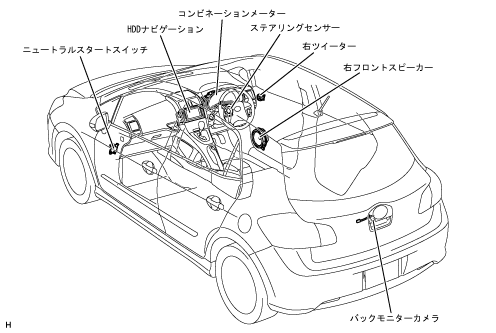 コンビネーションメーター
HDDナビゲーション
ステアリングセンサー
ニュートラルスタートスイッチ
右ツイーター
右フロントスピーカー
バックモニターカメラ
H